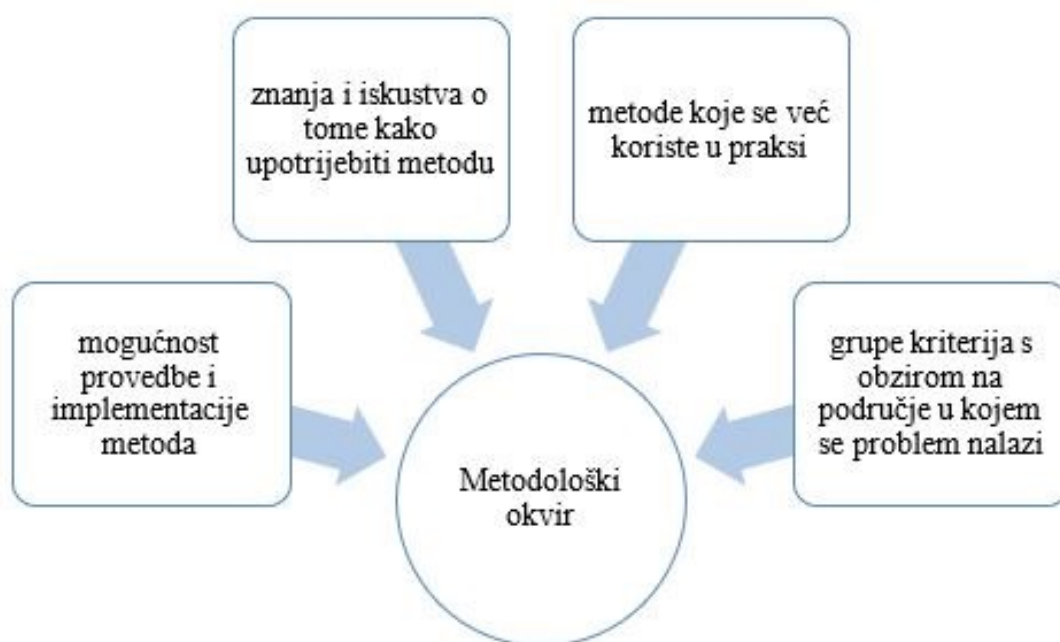 znanja i iskustva o
tome kako
upotrijebiti metodu
metode koje se već
koriste u praksi
mogućnost
provedbe i
implementacije
metoda
grupe kriterija s
obzirom na
područje u kojem
se problem nalazi
Metodološki
okvir